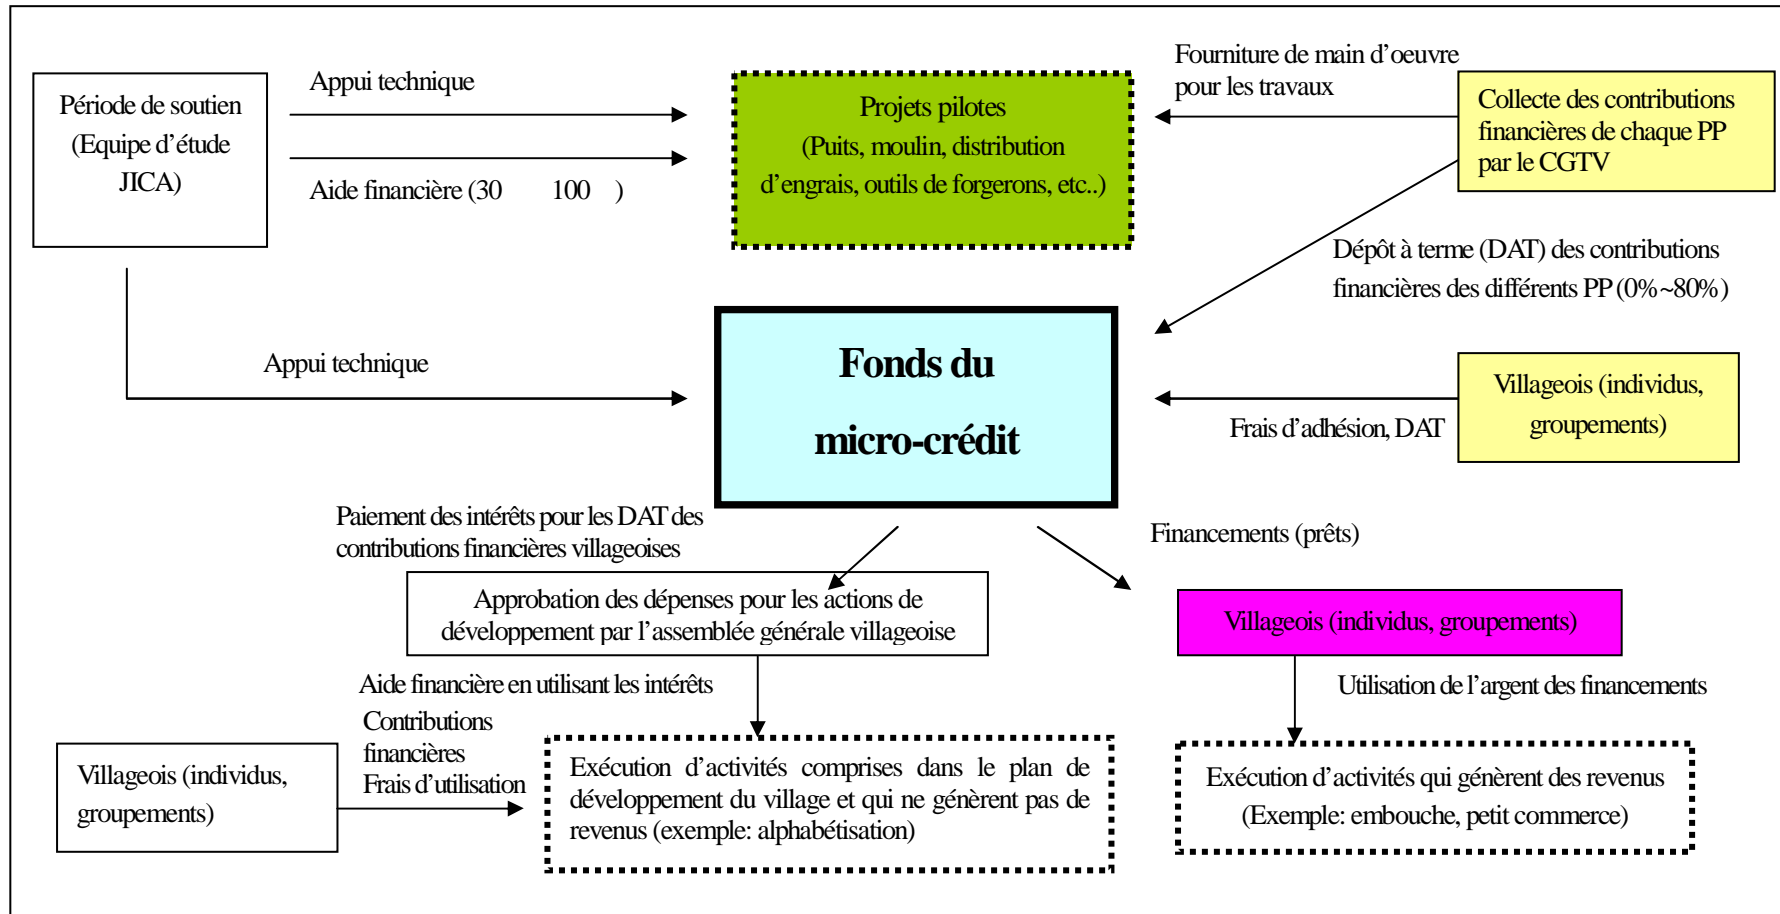 Période de soutien
(Equipe d'étude
JICA)
Appui technique
Aide financière (30 100 )
Projets pilotes
(Puits, moulin, distribution
d'engrais, outils de forgerons, etc..)
Fourniture de main d'oeuvre
pour les travaux
Collecte des contributions
financières de chaque PP
par le CGTV
Dépôt à terme (DAT) des contributions
financières des différents PP (0%~80%)
Appui technique
Fonds du
micro-crédit
Villageois (individus,
groupements)
Frais d'adhésion, DAT
Paiement des intérêts pour les DAT des
contributions financières villageoises
Financements (prêts)
Approbation des dépenses pour les actions de
développement par l'assemblée générale villageoise
Villageois (individus, groupements)
Aide financière en utilisant les intérêts
Utilisation de l'argent des financements
Contributions
financières
Frais d'utilisation
Villageois (individus,
groupements)
Exécution d'activités comprises dans le plan de
développement du village et qui ne génèrent pas de
revenus (exemple: alphabétisation)
Exécution d'activités qui génèrent des revenus
(Exemple: embouche, petit commerce)